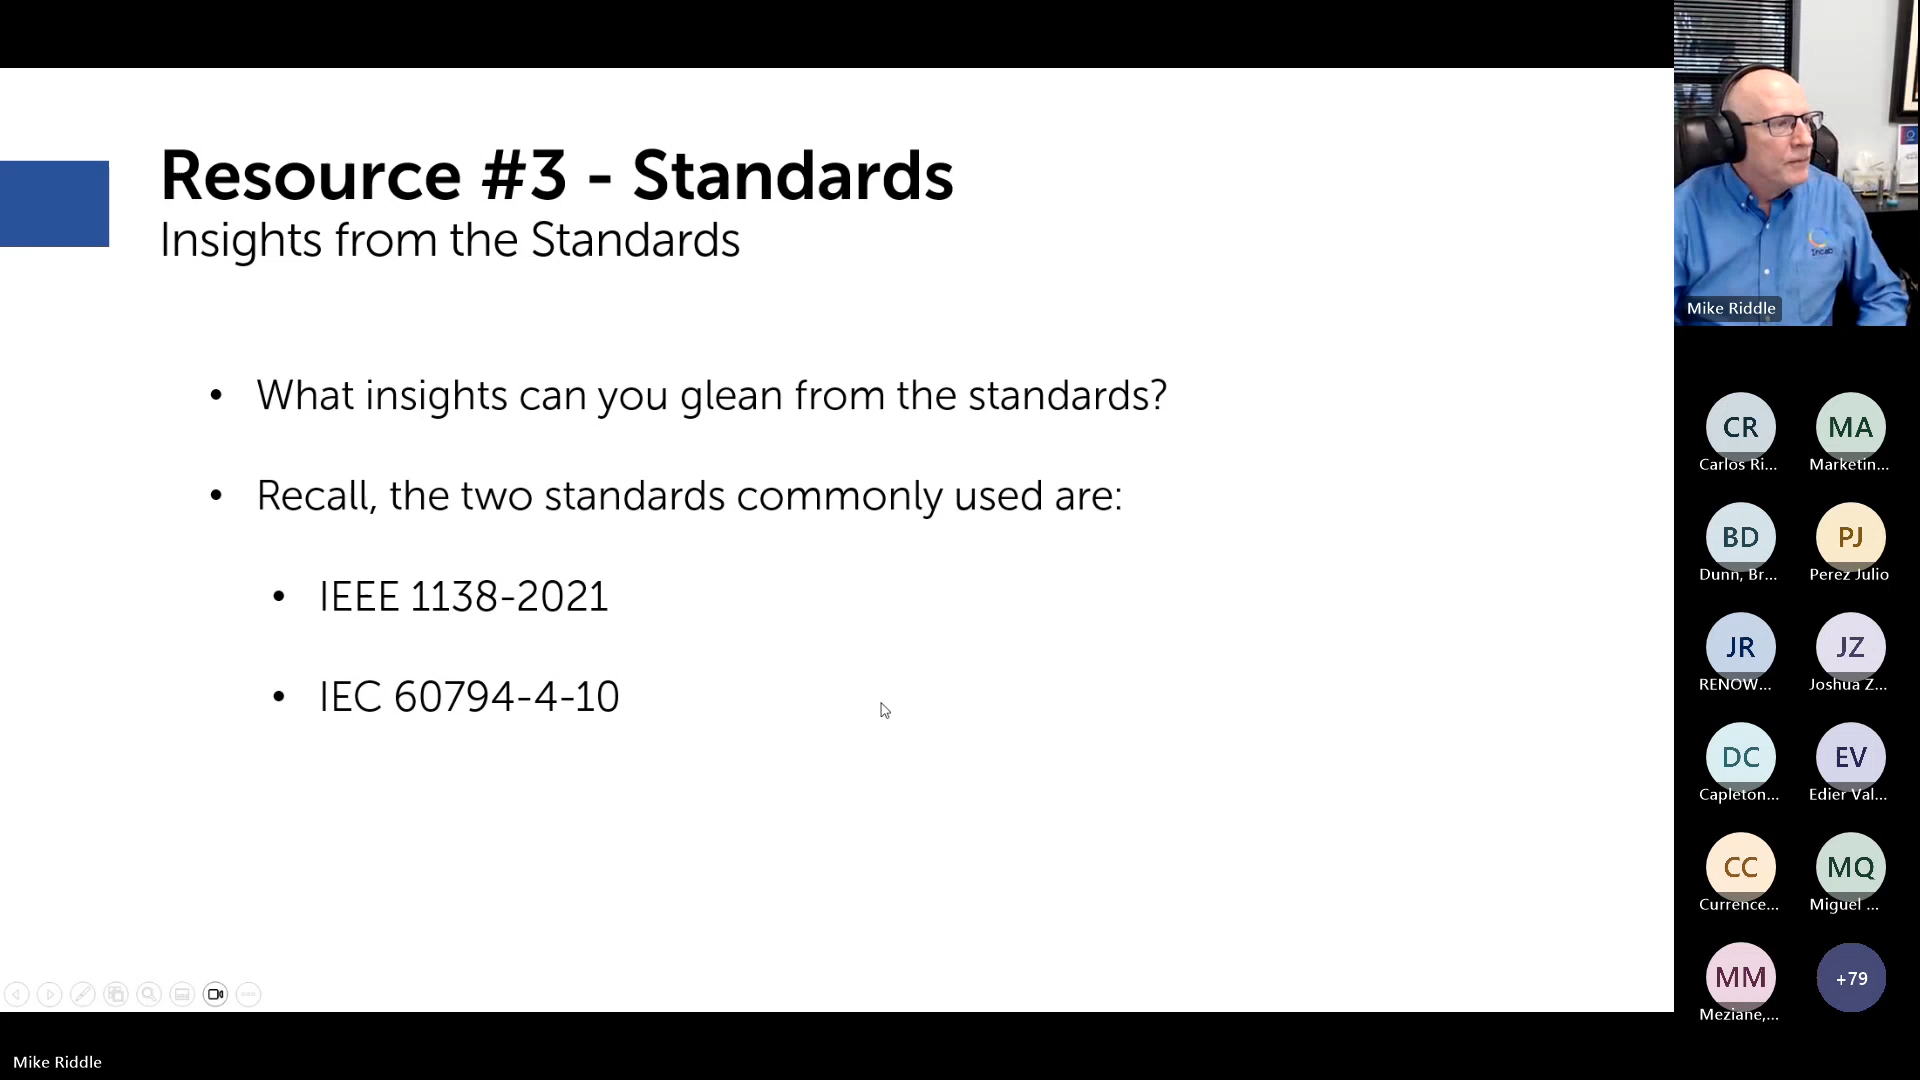 Resource #3 - Standards
Insights from the Standards
• What insights can you glean from the standards?
• Recall, the two standards commonly used are:
• IEEE 1138-2021
• IEC 60794-4-10
Incab
Mike Riddle
CR
Carlos Ri...
MA
Marketin...
BD
Dunn, Br...
PJ
Perez Julio
JR
RENOW...
JZ
Joshua Z...
DC
Capleton...
EV
Edier Val...
CC
Currence...
MQ
Miguel ...
MM
Meziane,...
+79
Mike Riddle